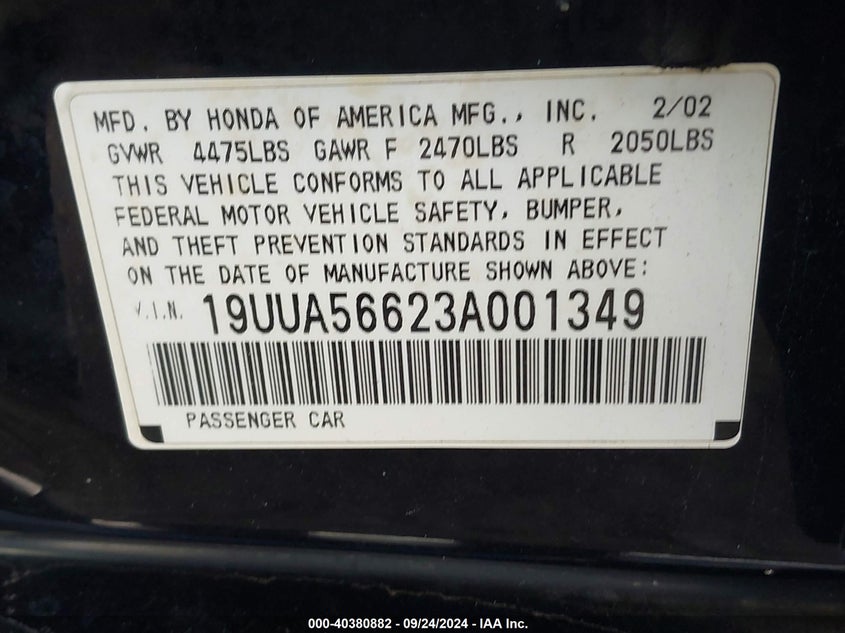 MFD. BY HONDA OF AMERICA MFG., INC. 2/02
GVWR 4475LBS GAWR F 2470LBS R 2050LBS
THIS VEHICLE CONFORMS TO ALL APPLICABLE
FEDERAL MOTOR VEHICLE SAFETY, BUMPER,
AND THEFT PREVENTION STANDARDS IN EFFECT
ON THE DATE OF MANUFACTURE SHOWN ABOVE:
V.I.N. 19UUA56623A001349
PASSENGER CAR
000-40380882 - 09/24/2024 - IAA Inc.